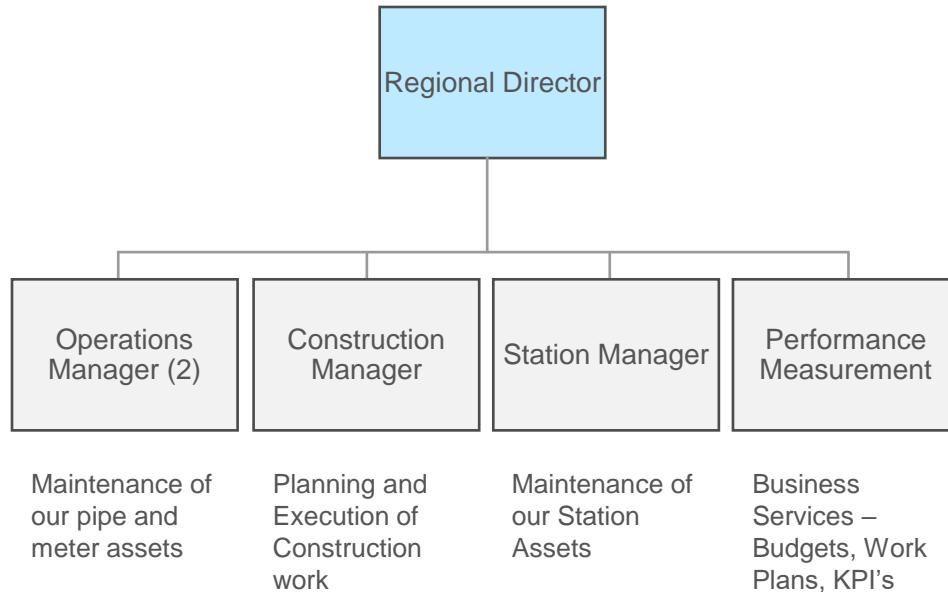 Regional Director
Operations
Manager (2)
Construction
Manager
Station Manager
Performance
Measurement
Maintenance of
our pipe and
meter assets
Planning and
Execution of
Construction
work
Maintenance of
our Station
Assets
Business
Services –
Budgets, Work
Plans, KPI's